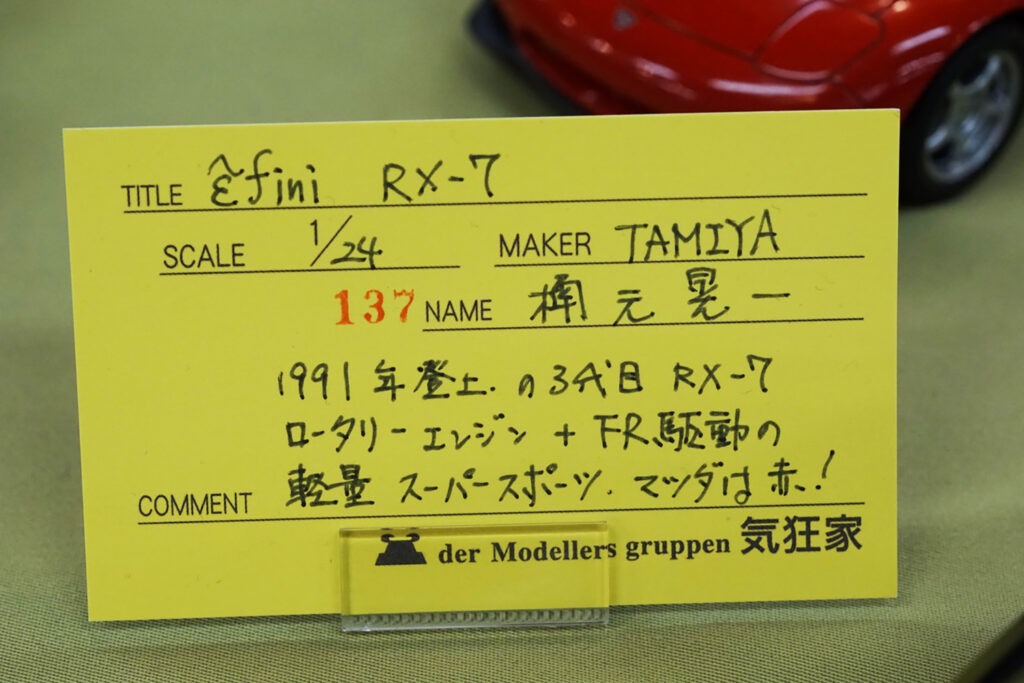 TITLE ε̂fini RX-7
SCALE 1/24 MAKER TAMIYA
137 NAME 元晃一
1991年登上.の3代目 RX-7
ロータリーエンジン + FR駆動の
軽量 スーパースポーツ. マツダは赤!
COMMENT
der Modellers gruppen 気狂家